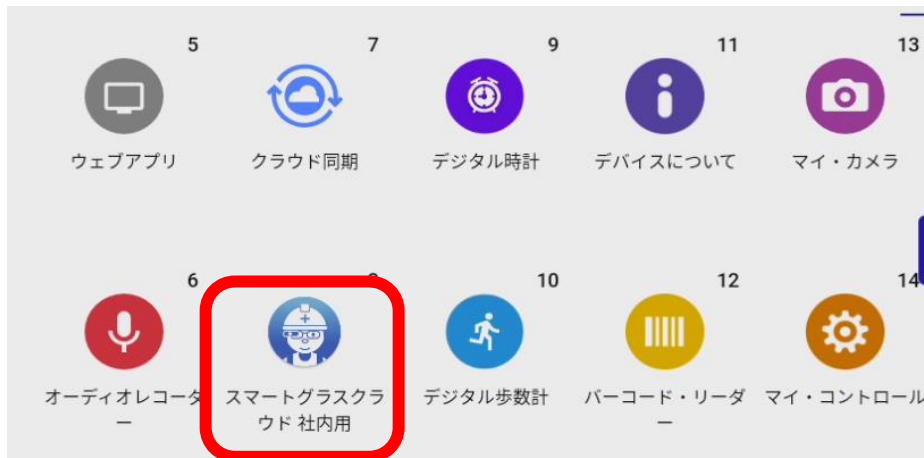 5 7 9 11 13
ウェブアプリ クラウド同期 デジタル時計 デバイスについて マイ・カメラ
6 10 12 14
オーディオレコーダ スマートグラスクラ デジタル歩数計 バーコード・リーダ マイ・コントロール
ー ウド 社内用 ー